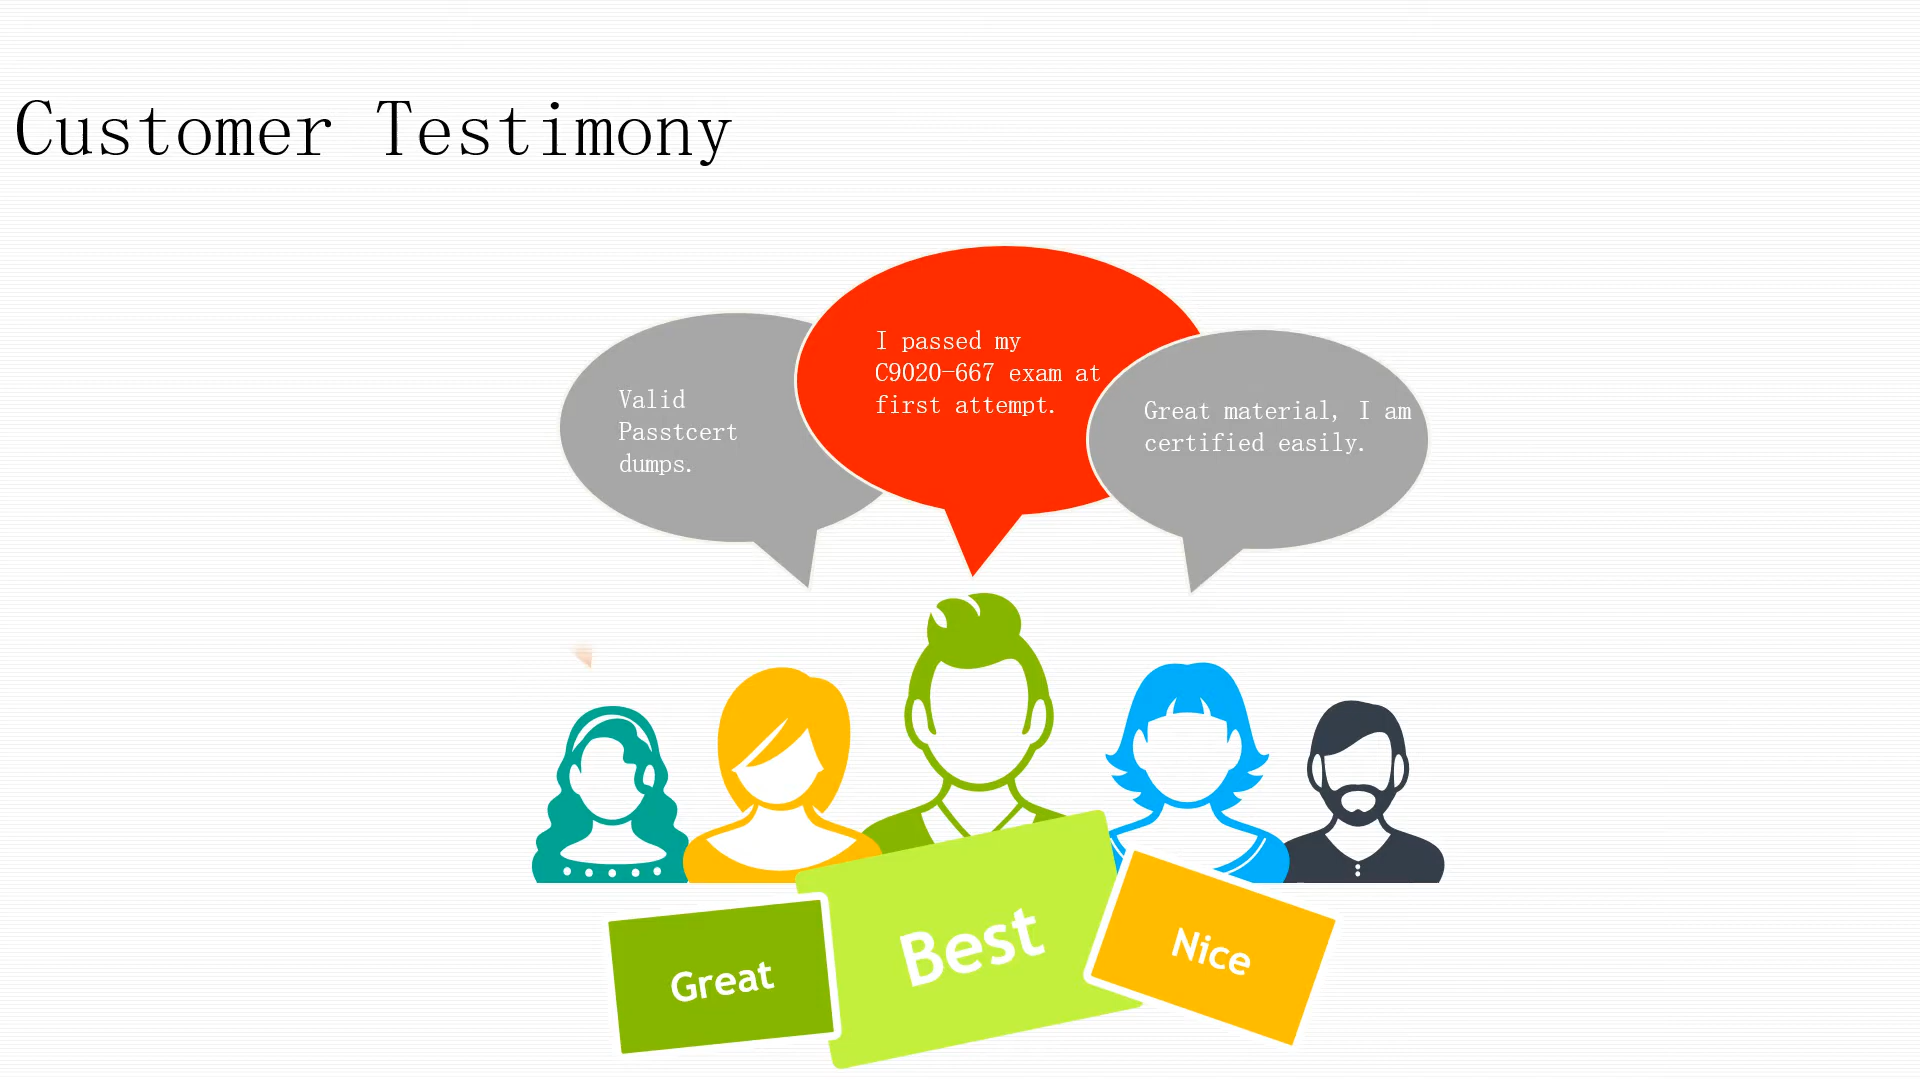 Customer Testimony
Valid
Passtcert
dumps.
I passed my
C9020-667 exam at
first attempt.
Great material, I am
certified easily.
Great
Best
Nice